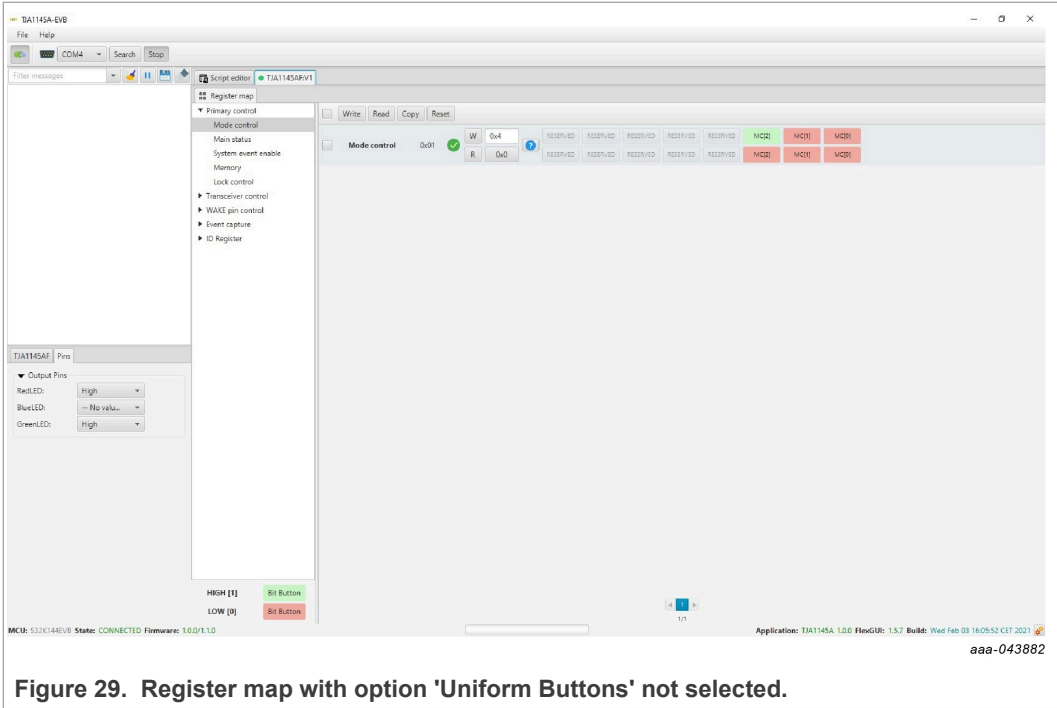 TJA1145A-EVB
File Help
COM4 Search Stop
Filter messages
Script editor TJA1145AF:V1
Register map
Primary control
Mode control
Main status
System event enable
Memory
Lock control
Transceiver control
WAKE pin control
Event capture
ID Register
Write Read Copy Reset
Mode control 0x01
W 0x4 RESERVED RESERVED RESERVED RESERVED RESERVED MC[2] MC[1] MC[0]
R 0x0 RESERVED RESERVED RESERVED RESERVED RESERVED MC[2] MC[1] MC[0]
TJA1145AF Pins
Output Pins
RedLED: High
BlueLED: -- No valu...
GreenLED: High
HIGH [1] Bit Button
LOW [0] Bit Button
1
1/1
MCU: S32K144EVB State: CONNECTED Firmware: 1.0.0/1.1.0 Application: TJA1145A 1.0.0 FlexGUI: 1.5.7 Build: Wed Feb 03 16:05:52 CET 2021
aaa-043882
Figure 29. Register map with option 'Uniform Buttons' not selected.